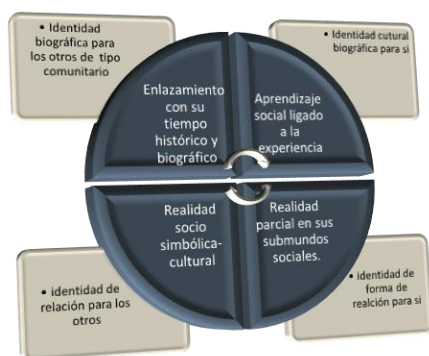 • Identidad
biográfica para
los otros de tipo
comunitario
• Identidad cutural
biográfica para si
Enlazamiento
con su
tiempo
histórico y
biográfico
Aprendizaje
social ligado
a la
experiencia
Realidad
socio
simbólica-
cultural
Realidad
parcial en sus
submundos
sociales.
• identidad de
relación para los
otros
• identidad de
forma de
realción para si